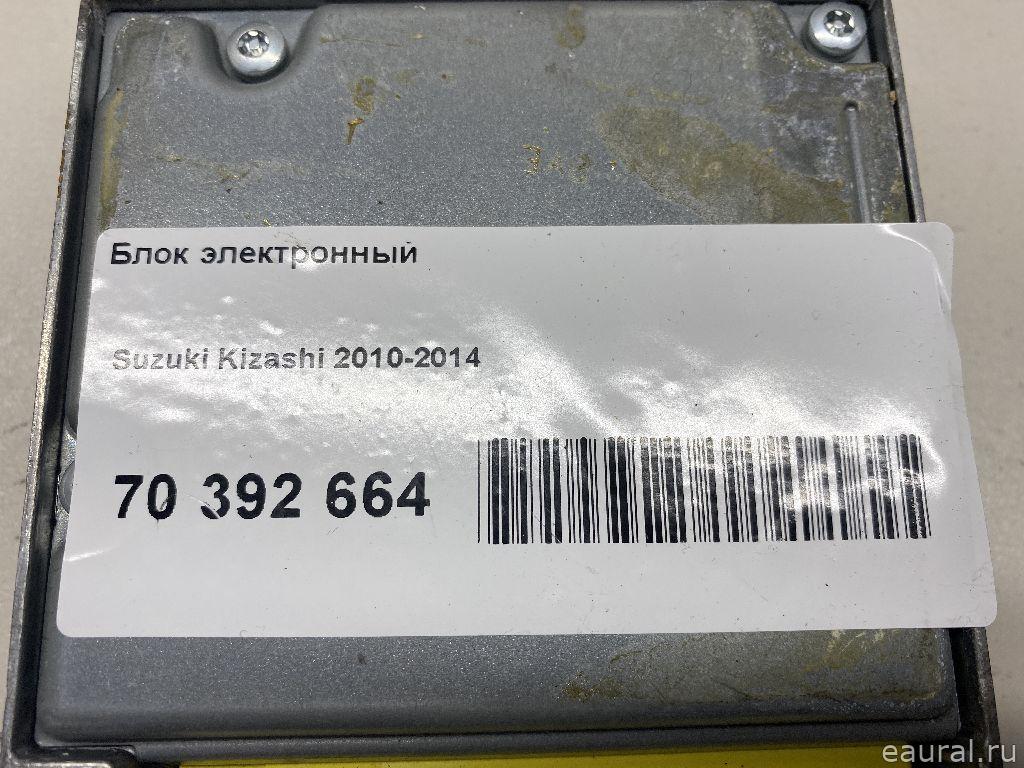 Блок электронный
Suzuki Kizashi 2010-2014
70 392 664
eaural.ru